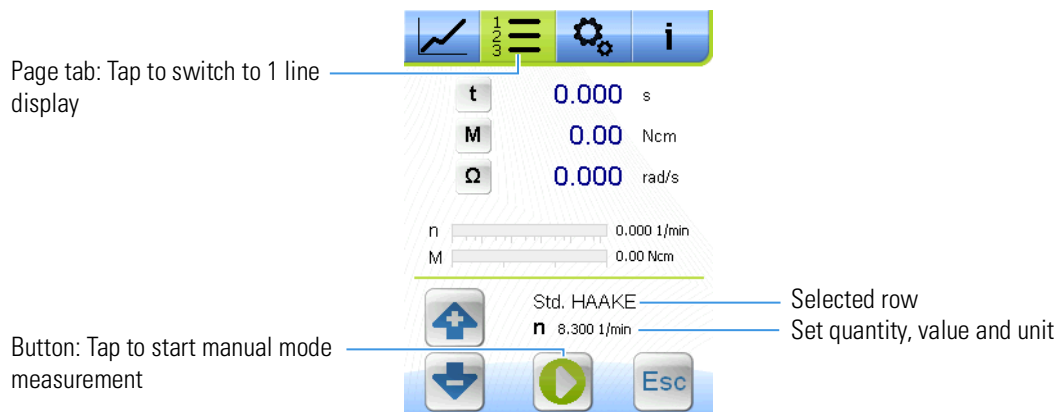 1
2
3
i
Page tab: Tap to switch to 1 line
display
t 0.000 s
M 0.00 Ncm
Ω 0.000 rad/s
n 0.000 1/min
M 0.00 Ncm
Std. HAAKE
Selected row
n 8.300 1/min
Set quantity, value and unit
Button: Tap to start manual mode
measurement
Esc